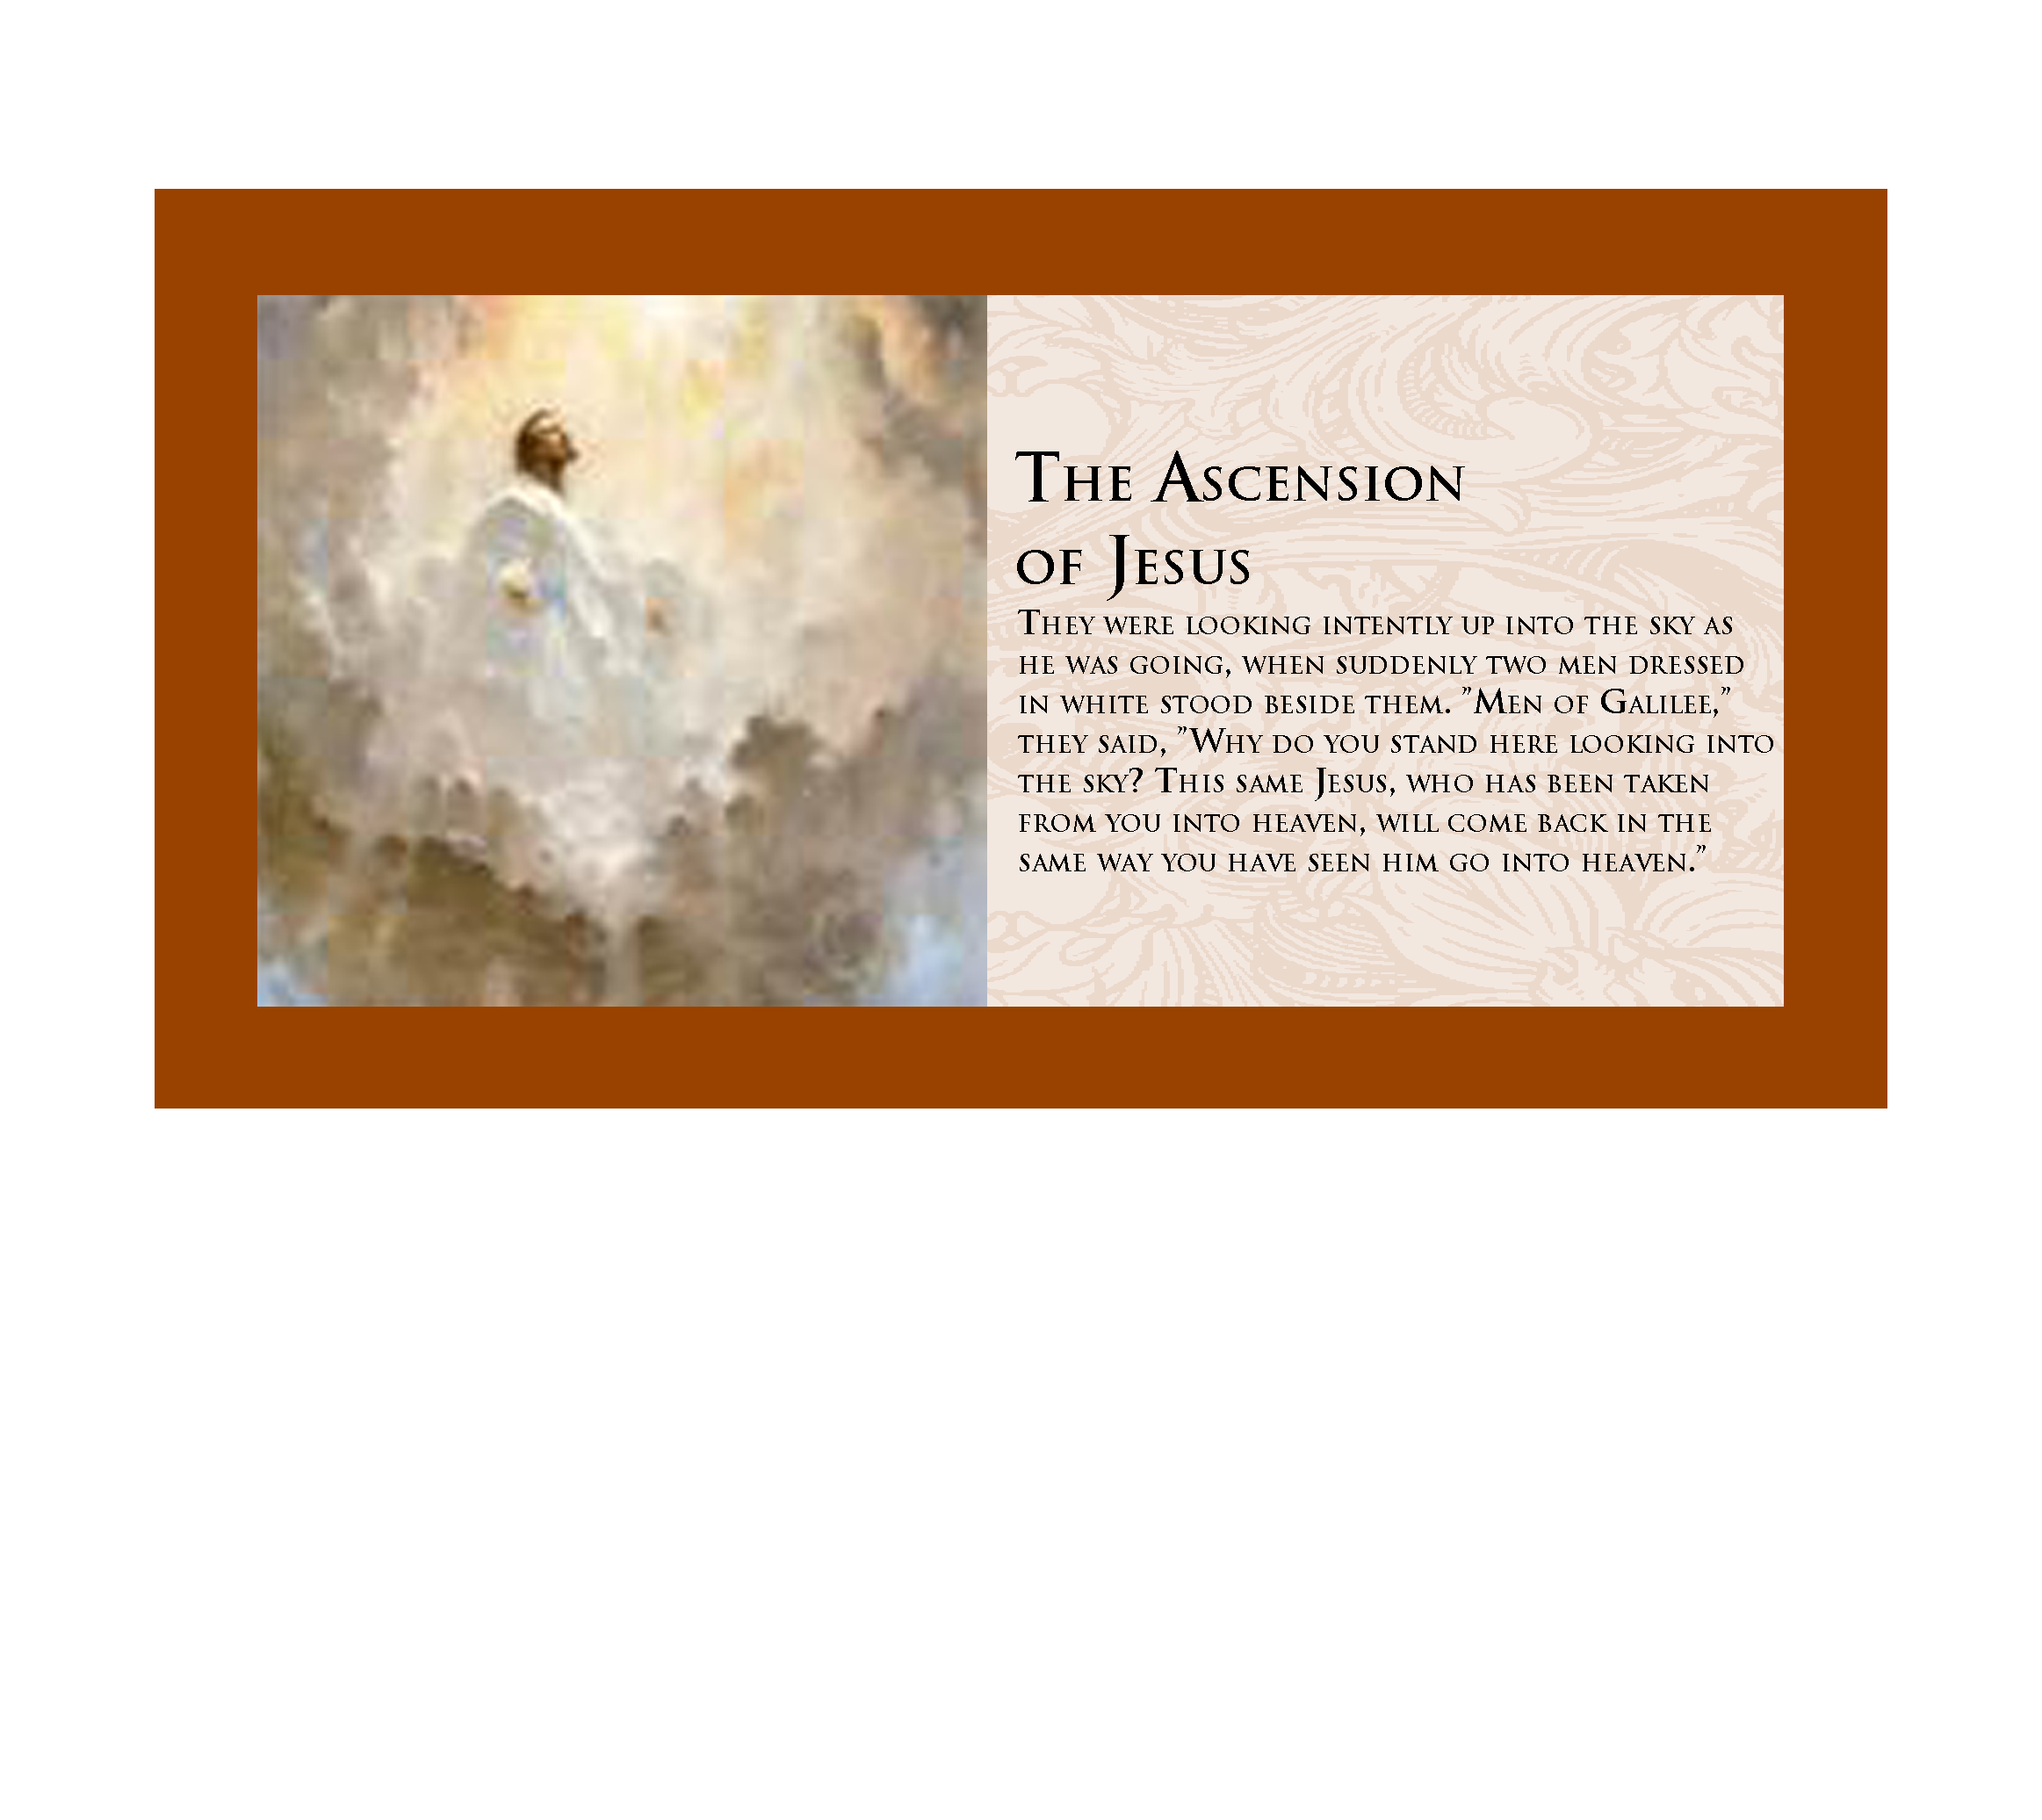 The Ascension
of Jesus
They were looking intently up into the sky as
he was going, when suddenly two men dressed
in white stood beside them. ”Men of Galilee,”
they said, ”Why do you stand here looking into
the sky? This same Jesus, who has been taken
from you into heaven, will come back in the
same way you have seen him go into heaven.”